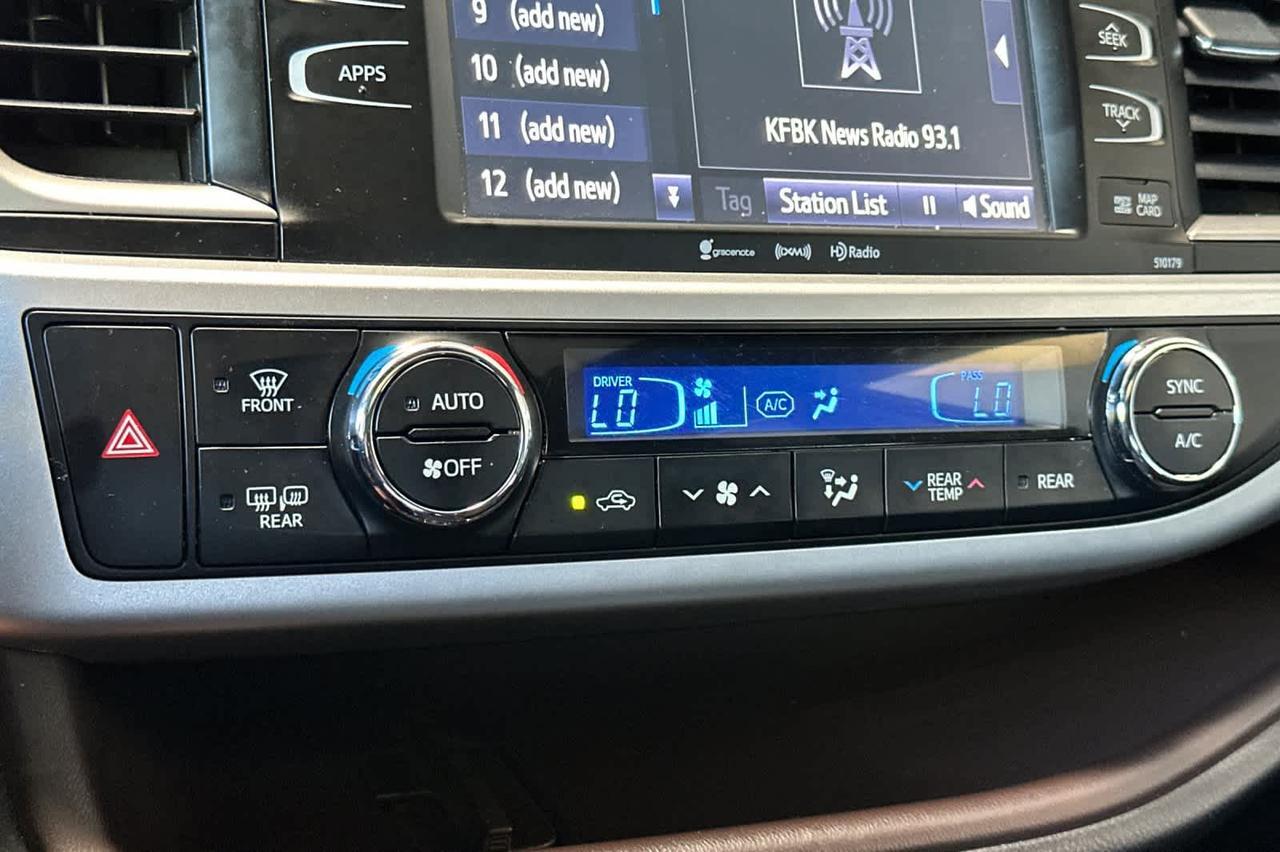 9 (add new)
10 (add new)
11 (add new)
12 (add new)
APPS
KFBK News Radio 93.1
Tag
Station List
Sound
SEEK
TRACK
MAP
CARD
gracenote
((XM))
HD Radio
510179
FRONT
REAR
AUTO
OFF
DRIVER
LO
A/C
PASS
LO
REAR
TEMP
REAR
SYNC
A/C